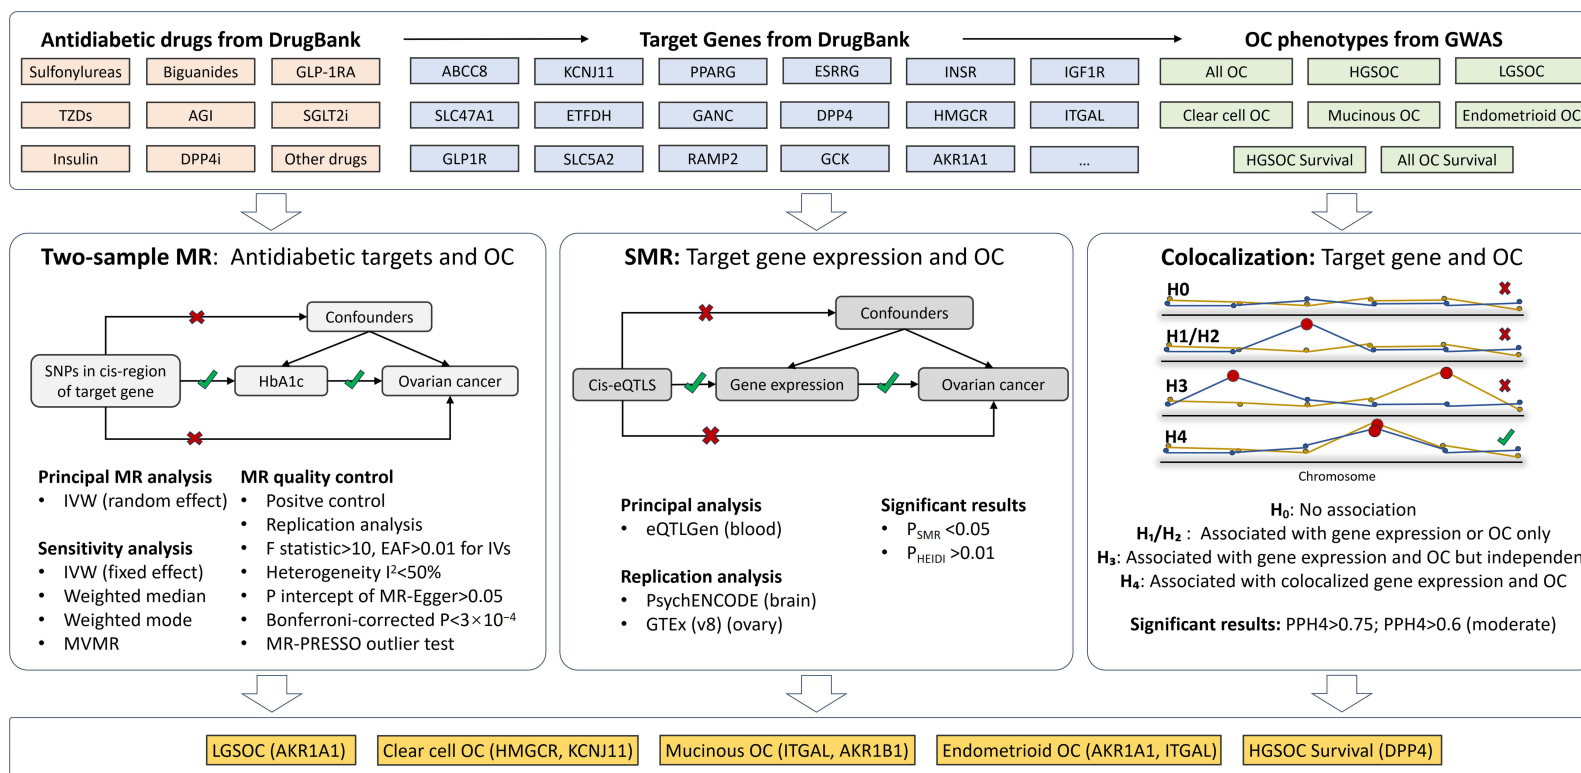 Antidiabetic drugs from DrugBank
Target Genes from DrugBank
OC phenotypes from GWAS
Sulfonylureas
Biguanides
GLP-1RA
ABCC8
KCNJ11
PPARG
ESRRG
INSR
IGF1R
All OC
HGSOC
LGSOC
TZDs
AGI
SGLT2i
SLC47A1
ETFDH
GANC
DPP4
HMGCR
ITGAL
Clear cell OC
Mucinous OC
Endometrioid OC
Insulin
DPP4i
Other drugs
GLP1R
SLC5A2
RAMP2
GCK
AKR1A1
...
HGSOC Survival
All OC Survival
Two-sample MR: Antidiabetic targets and OC
Confounders
SNPs in cis-region
of target gene
HbA1c
Ovarian cancer
Principal MR analysis
• IVW (random effect)
Sensitivity analysis
• IVW (fixed effect)
• Weighted median
• Weighted mode
• MVMR
MR quality control
• Positve control
• Replication analysis
• F statistic>10, EAF>0.01 for IVs
• Heterogeneity I²<50%
• P intercept of MR-Egger>0.05
• Bonferroni-corrected P<3×10⁻⁴
• MR-PRESSO outlier test
SMR: Target gene expression and OC
Confounders
Cis-eQTLS
Gene expression
Ovarian cancer
Principal analysis
• eQTLGen (blood)
Replication analysis
• PsychENCODE (brain)
• GTEx (v8) (ovary)
Significant results
• P_SMR <0.05
• P_HEIDI >0.01
Colocalization: Target gene and OC
H0
H1/H2
H3
H4
Chromosome
H₀: No association
H₁/H₂ : Associated with gene expression or OC only
H₃: Associated with gene expression and OC but independen
H₄: Associated with colocalized gene expression and OC
Significant results: PPH4>0.75; PPH4>0.6 (moderate)
LGSOC (AKR1A1)
Clear cell OC (HMGCR, KCNJ11)
Mucinous OC (ITGAL, AKR1B1)
Endometrioid OC (AKR1A1, ITGAL)
HGSOC Survival (DPP4)